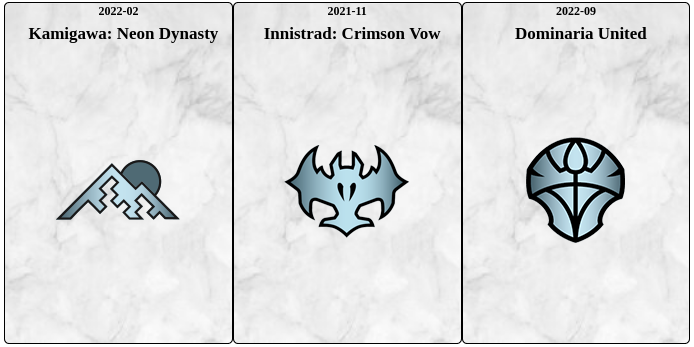 2022-02
Kamigawa: Neon Dynasty
2021-11
Innistrad: Crimson Vow
2022-09
Dominaria United